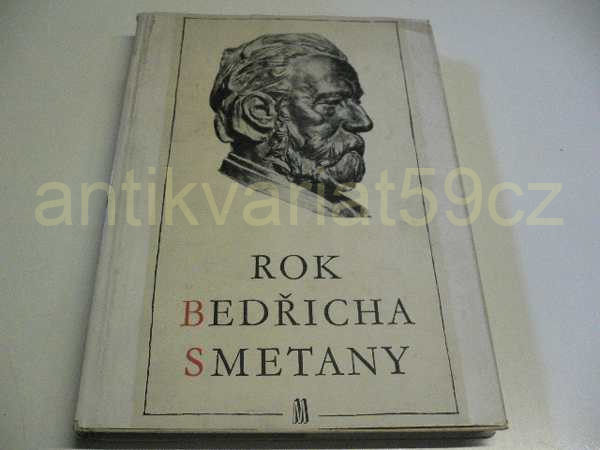 antikvariat59cz
ROK
BEDŘICHA
SMETANY
M